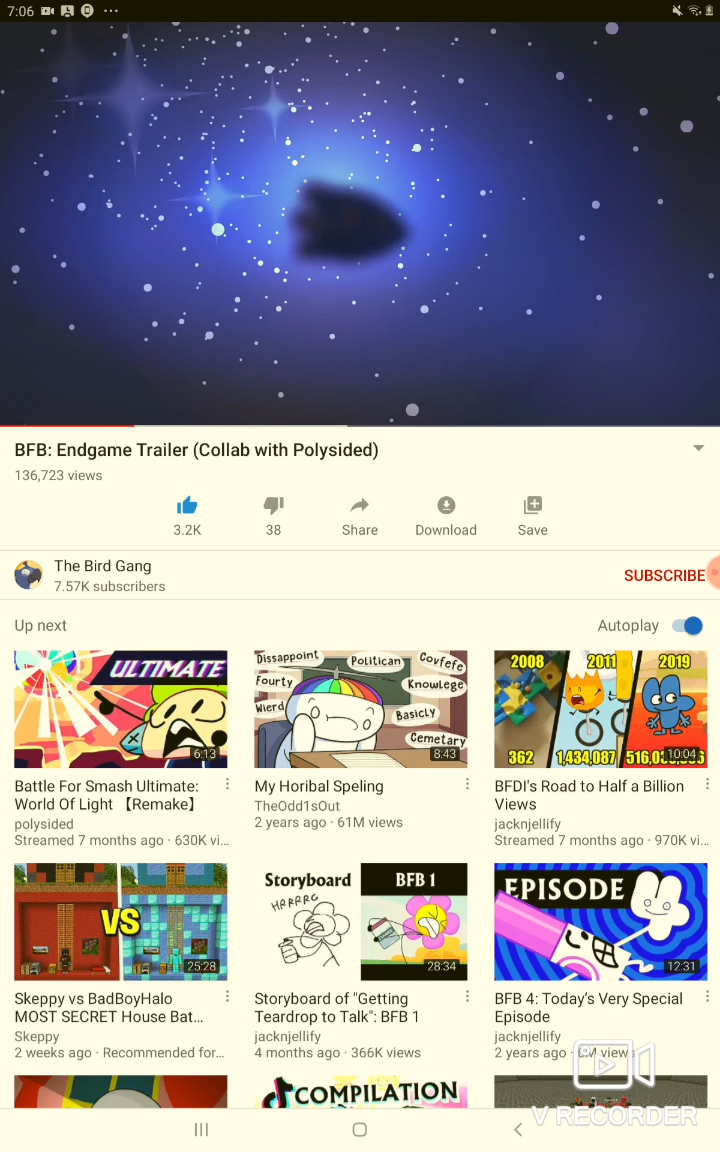 7:06
BFB: Endgame Trailer (Collab with Polysided)
136,723 views
3.2K
38
Share
Download
Save
The Bird Gang
7.57K subscribers
SUBSCRIBE
Up next
Autoplay
ULTIMATE
6:13
Dissappoint
Politican
Covfefe
Fourty
Knowlege
Wierd
Basicly
Cemetary
8:43
2008
2011
2019
362
1,434,087
10:04
Battle For Smash Ultimate:
World Of Light 【Remake】
polysided
Streamed 7 months ago · 630K vi...
My Horibal Speling
TheOdd1sOut
2 years ago · 61M views
BFDI's Road to Half a Billion
Views
jacknjellify
Streamed 7 months ago · 970K vi...
VS
25:28
Storyboard
BFB 1
HRRRRG
28:34
EPISODE
12:31
Skeppy vs BadBoyHalo
MOST SECRET House Bat...
Skeppy
2 weeks ago · Recommended for...
Storyboard of "Getting
Teardrop to Talk": BFB 1
jacknjellify
4 months ago · 366K views
BFB 4: Today's Very Special
Episode
jacknjellify
2 years ago
views
COMPILATION
V RECORDER